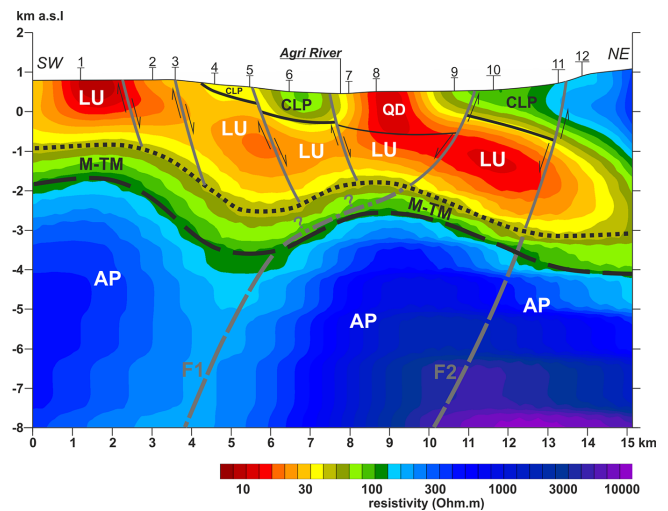 km a.s.l
2
1
0
-1
-2
-3
-4
-5
-6
-7
-8
SW
NE
Agri River
1 2 3 4 5 6 7 8 9 10 11 12
LU
CLP
CLP
QD
CLP
LU
LU
LU
LU
M-TM
M-TM
?
?
AP
AP
AP
F1
F2
0 1 2 3 4 5 6 7 8 9 10 11 12 13 14 15 km
10 30 100 300 1000 3000 10000
resistivity (Ohm.m)